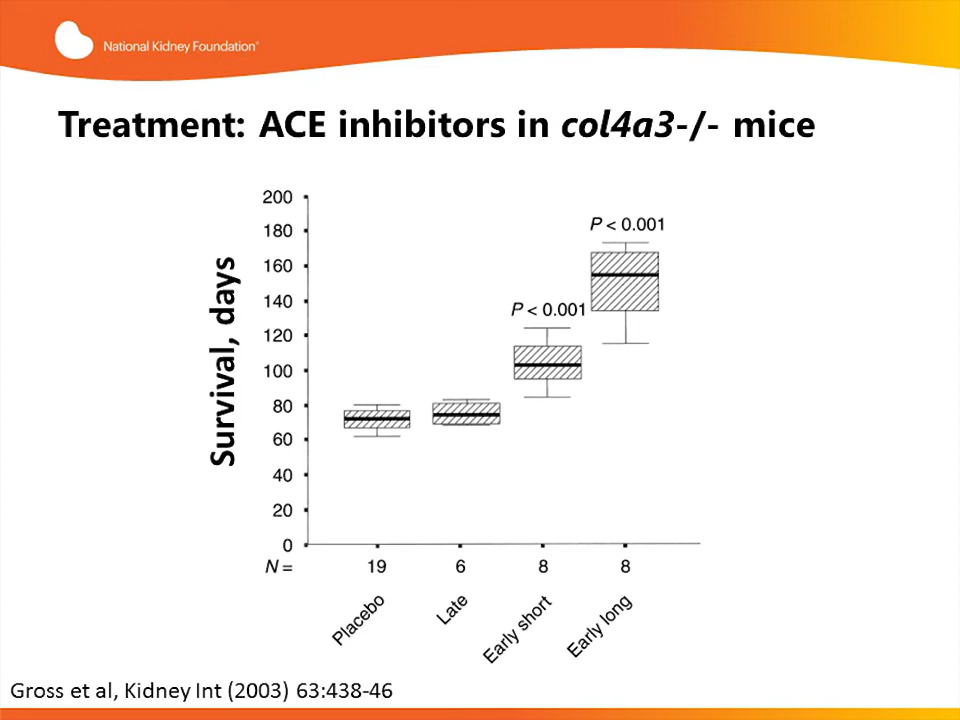 National Kidney Foundation®
Treatment: ACE inhibitors in col4a3-/- mice
Survival, days
200
180
160
140
120
100
80
60
40
20
0
P < 0.001
P < 0.001
N = 19 6 8 8
Placebo Late Early short Early long
Gross et al, Kidney Int (2003) 63:438-46